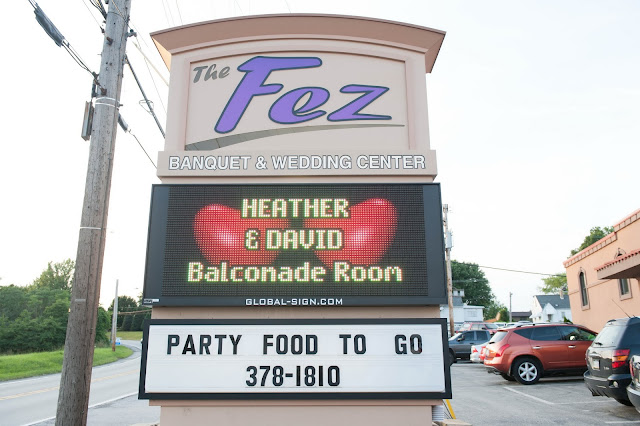 The
Fez
BANQUET & WEDDING CENTER
HEATHER
& DAVID
Balconade Room
GLOBAL-SIGN.COM
PARTY FOOD TO GO
378-1810